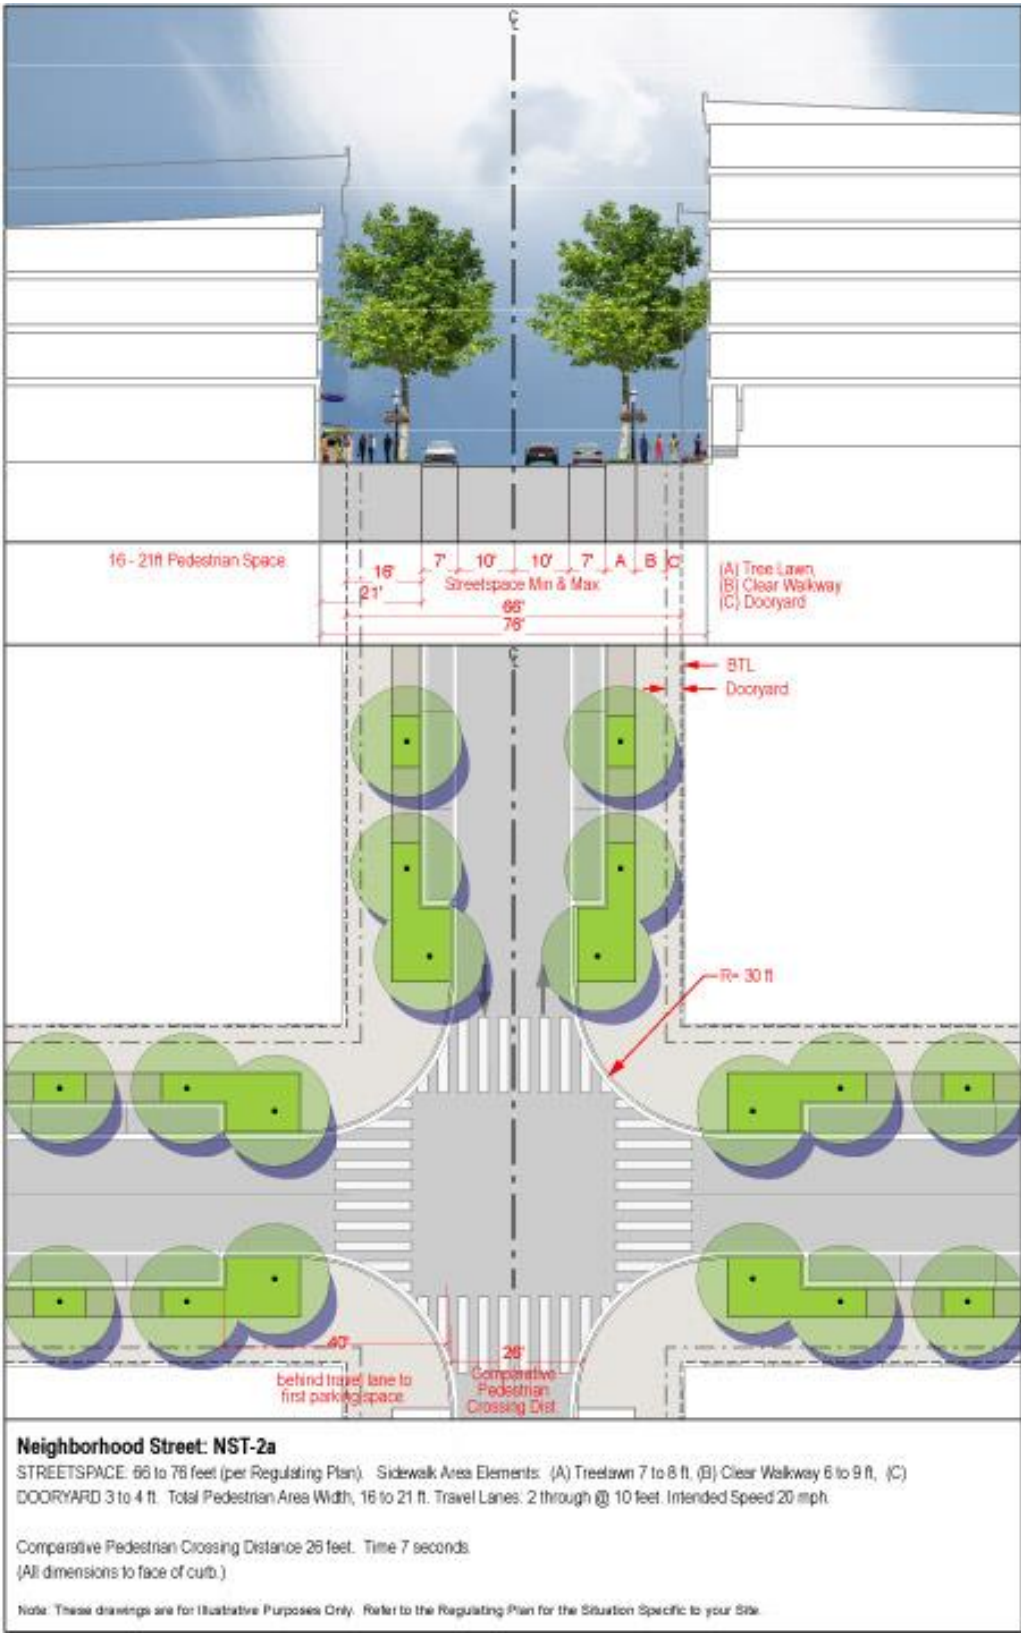 ℄
16 - 21ft Pedestrian Space
7' 10' 10' 7' A B C
16'
Streetspace Min & Max
21'
66'
76'
(A) Tree Lawn,
(B) Clear Walkway
(C) Dooryard
℄
BTL
Dooryard
R= 30 ft
40'
behind travel lane to
first parking space
26'
Comparative
Pedestrian
Crossing Dist.
Neighborhood Street: NST-2a
STREETSPACE: 66 to 76 feet (per Regulating Plan). Sidewalk Area Elements: (A) Treelawn 7 to 8 ft, (B) Clear Walkway 6 to 9 ft, (C)
DOORYARD 3 to 4 ft. Total Pedestrian Area Width, 16 to 21 ft. Travel Lanes: 2 through @ 10 feet. Intended Speed 20 mph.
Comparative Pedestrian Crossing Distance 26 feet. Time 7 seconds.
(All dimensions to face of curb.)
Note: These drawings are for Illustrative Purposes Only. Refer to the Regulating Plan for the Situation Specific to your Site.